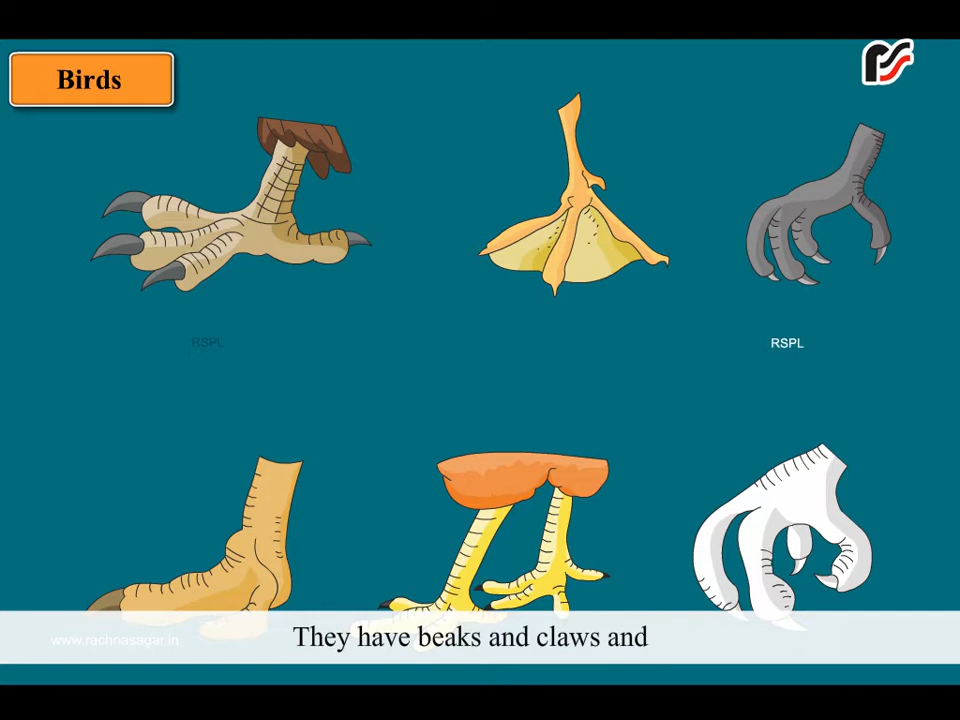 Birds
RSPL
RSPL
www.rachnasagar.in
They have beaks and claws and